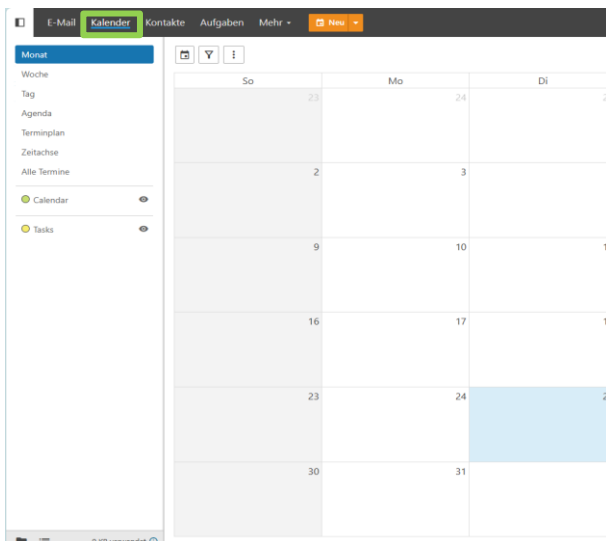 E-Mail Kalender Kontakte Aufgaben Mehr Neu
Monat
Woche
Tag
Agenda
Terminplan
Zeitachse
Alle Termine
Calendar
Tasks
So Mo Di
23 24
2 3
9 10
16 17
23 24
30 31